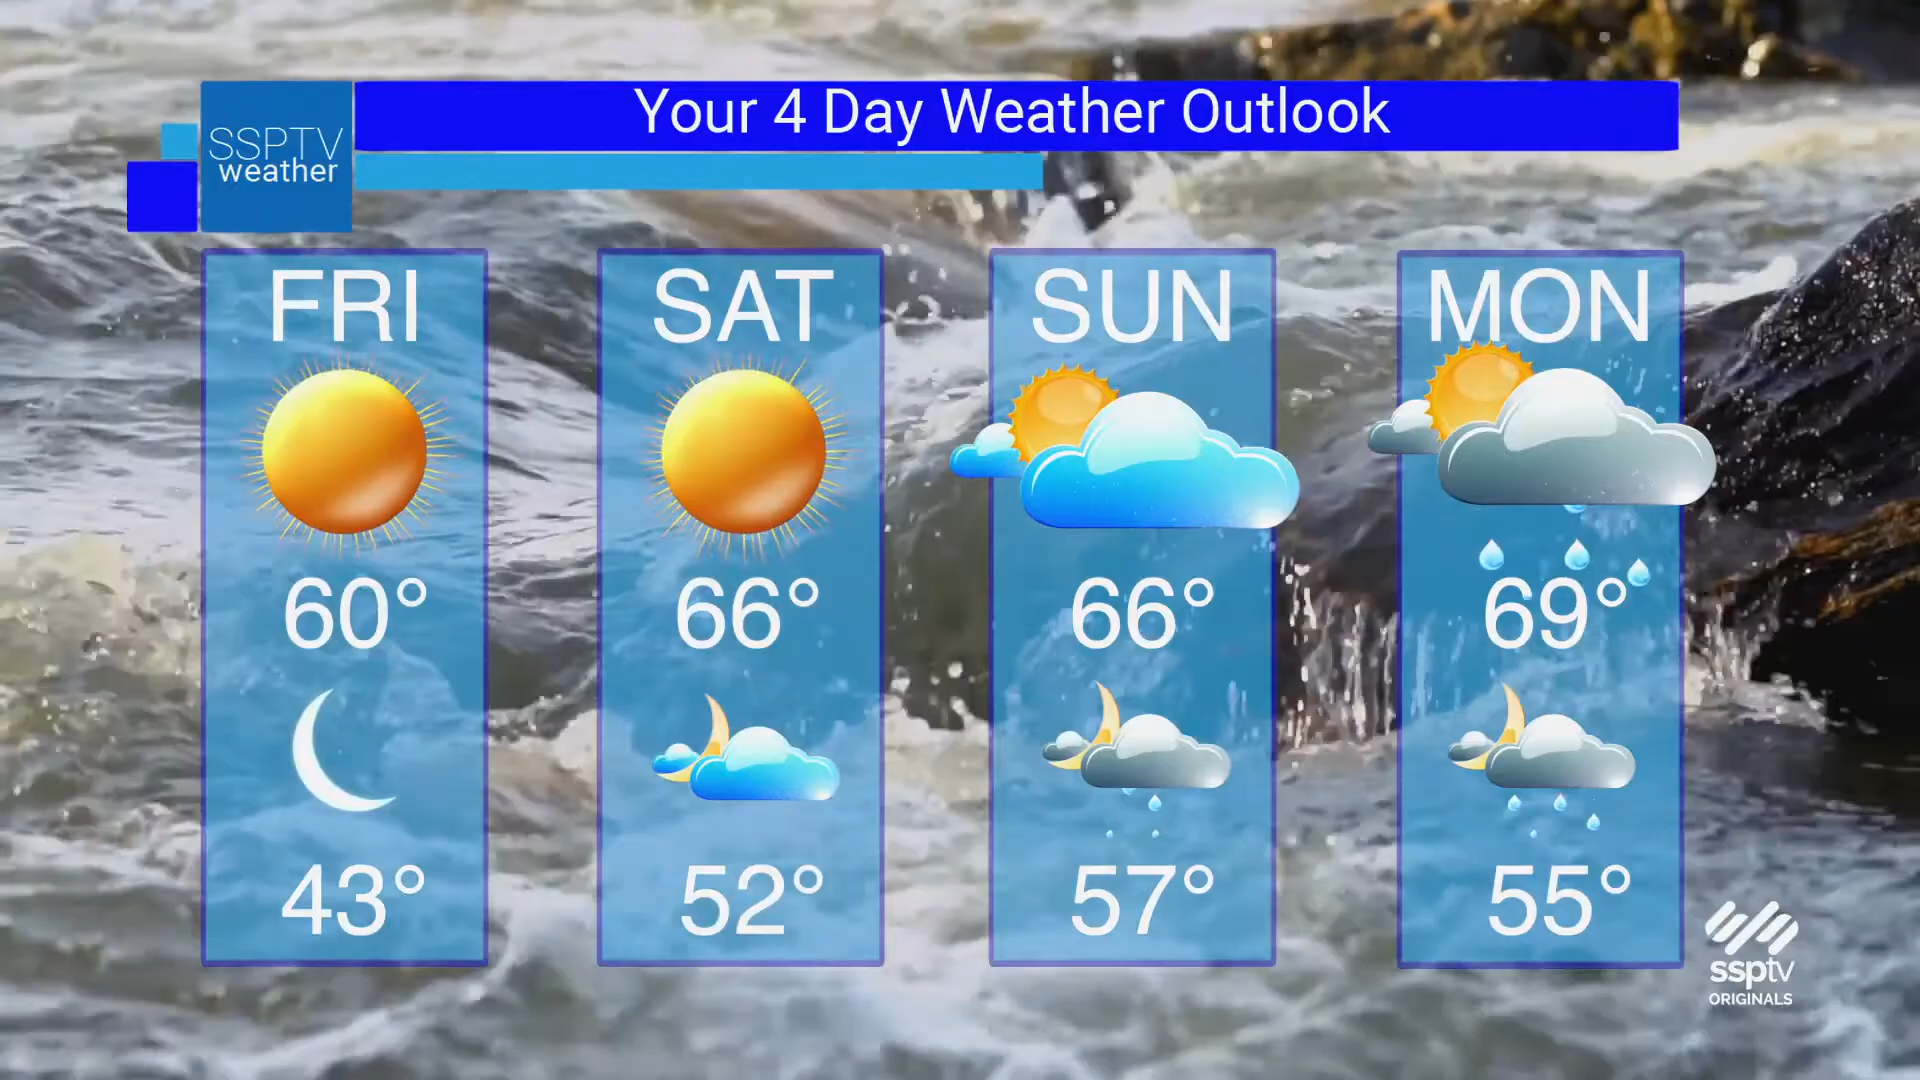 Your 4 Day Weather Outlook
SSPTV
weather
FRI
60°
43°
SAT
66°
52°
SUN
66°
57°
MON
69°
55°
ssptv
ORIGINALS